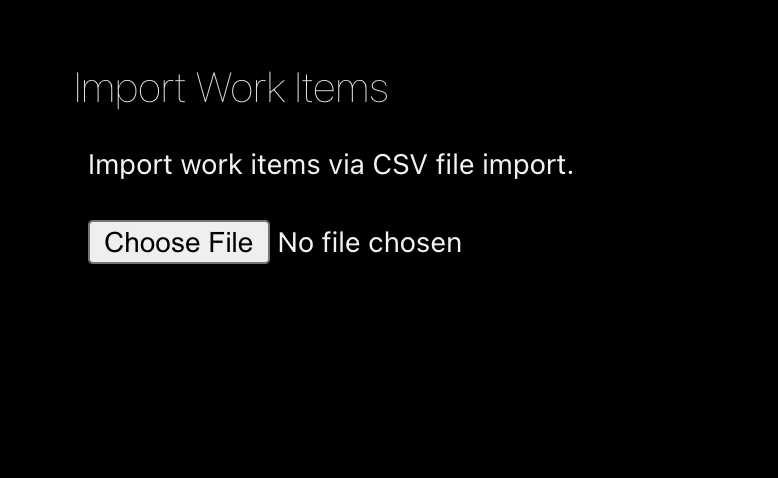 Import Work Items
Import work items via CSV file import.
Choose File No file chosen